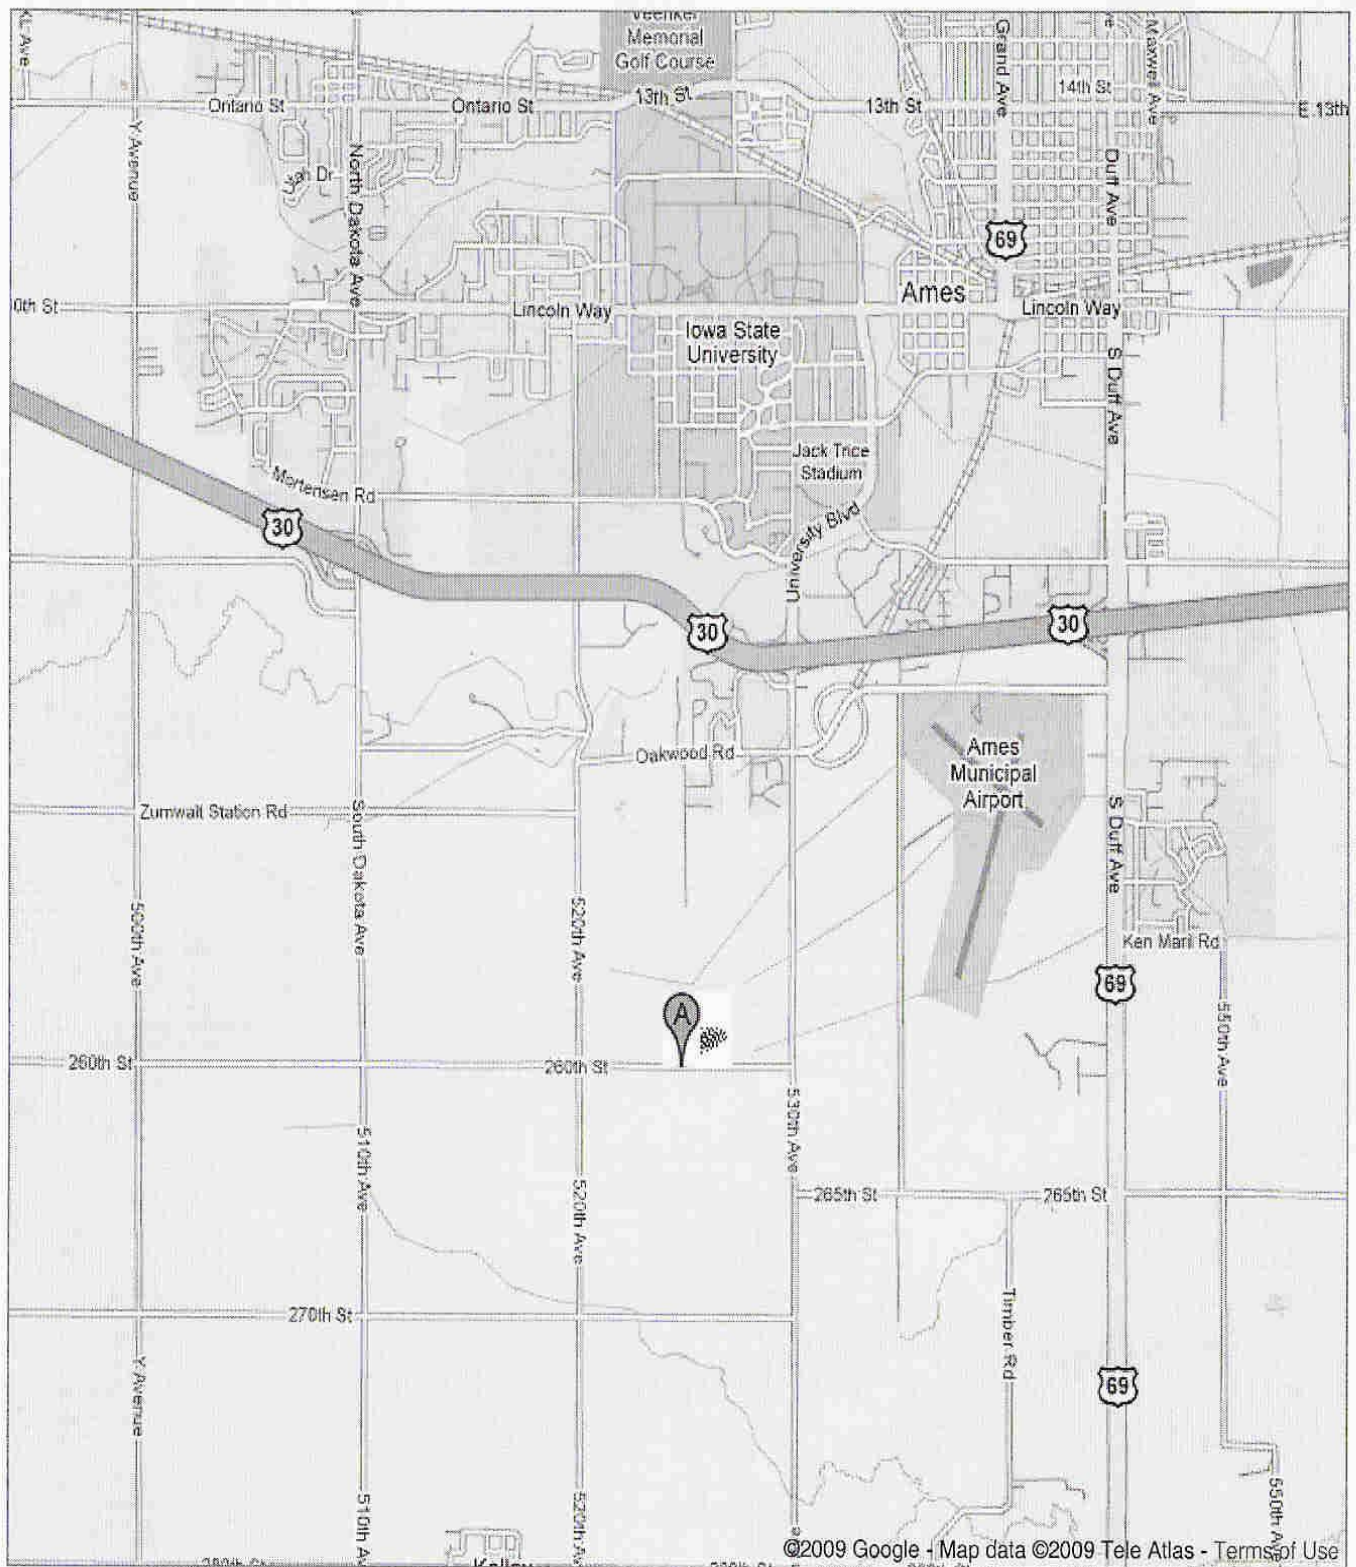 Veenker
Memorial
Golf Course
Grand Ave
Maxwell Ave
14th St
Ontario St
Ontario St
13th St
13th St
E 13th
Y Avenue
North Dakota Ave
Duff Ave
69
0th St
Lincoln Way
Ames
Lincoln Way
Iowa State
University
S Duff Ave
Jack Trice
Stadium
Mortensen Rd
30
University Blvd
30
30
Oakwood Rd
Ames
Municipal
Airport
Zumwalt Station Rd
South Dakota Ave
S Duff Ave
500th Ave
520th Ave
Ken Maril Rd
69
550th Ave
A
260th St
260th St
530th Ave
510th Ave
520th Ave
265th St
265th St
270th St
Timber Rd
Y Avenue
69
510th Av
520th Av
550th A
Kelley
©2009 Google - Map data ©2009 Tele Atlas - Terms of Use